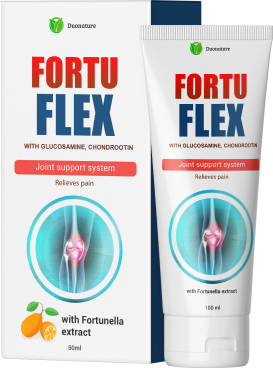 Duonature
FORTU
FLEX
WITH GLUCOSAMINE, CHONDROOTIN
Joint support system
Relieves pain
with Fortunella
extract
50ml
Duonature
FORTU
FLEX
WITH GLUCOSAMINE, CHONDROOTIN
Joint support system
Relieves pain
with Fortunella extract
100 ml